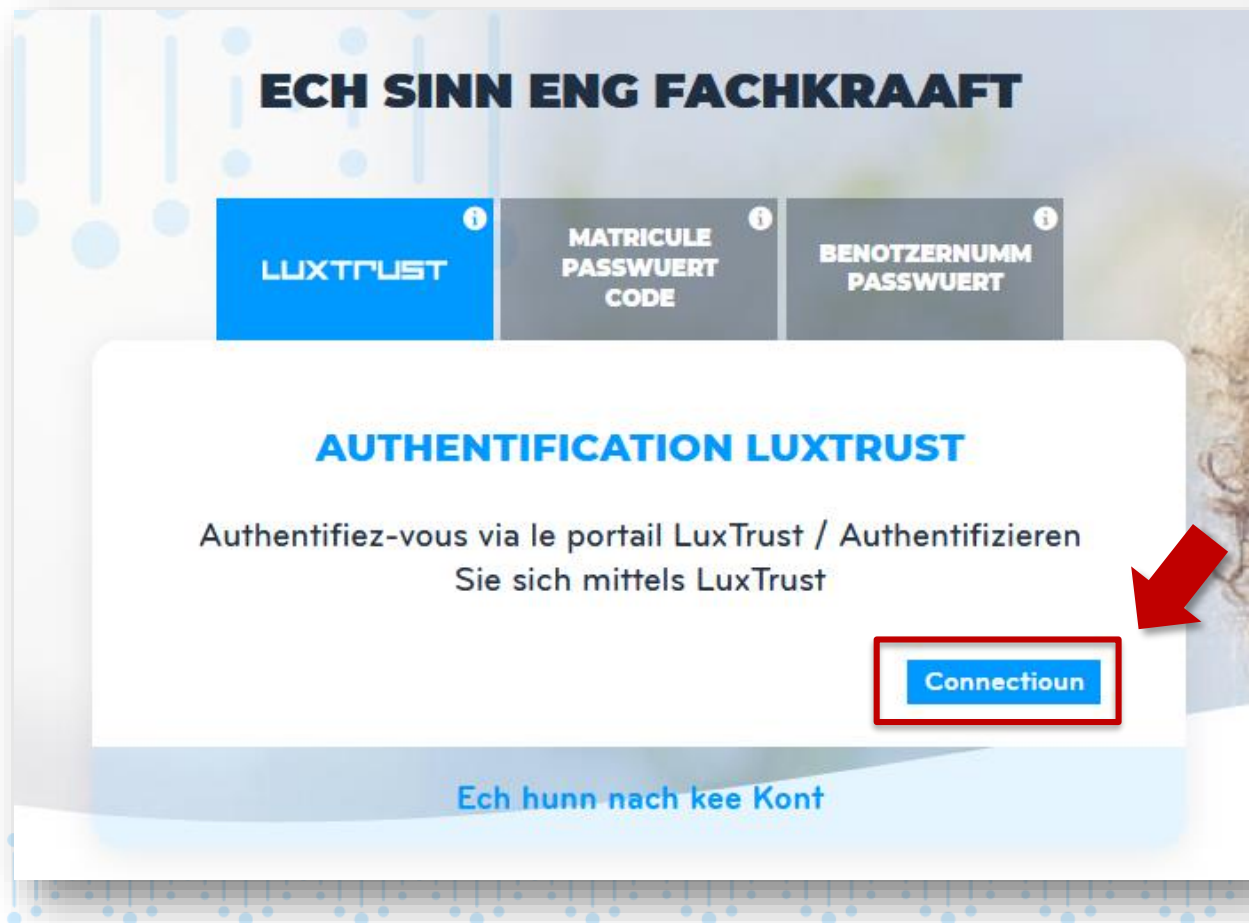 ECH SINN ENG FACHKRAAFT
LUXTRUST
MATRICULE
PASSWUERT
CODE
BENOTZERNUMM
PASSWUERT
AUTHENTIFICATION LUXTRUST
Authentifiez-vous via le portail LuxTrust / Authentifizieren
Sie sich mittels LuxTrust
Connectioun
Ech hunn nach kee Kont